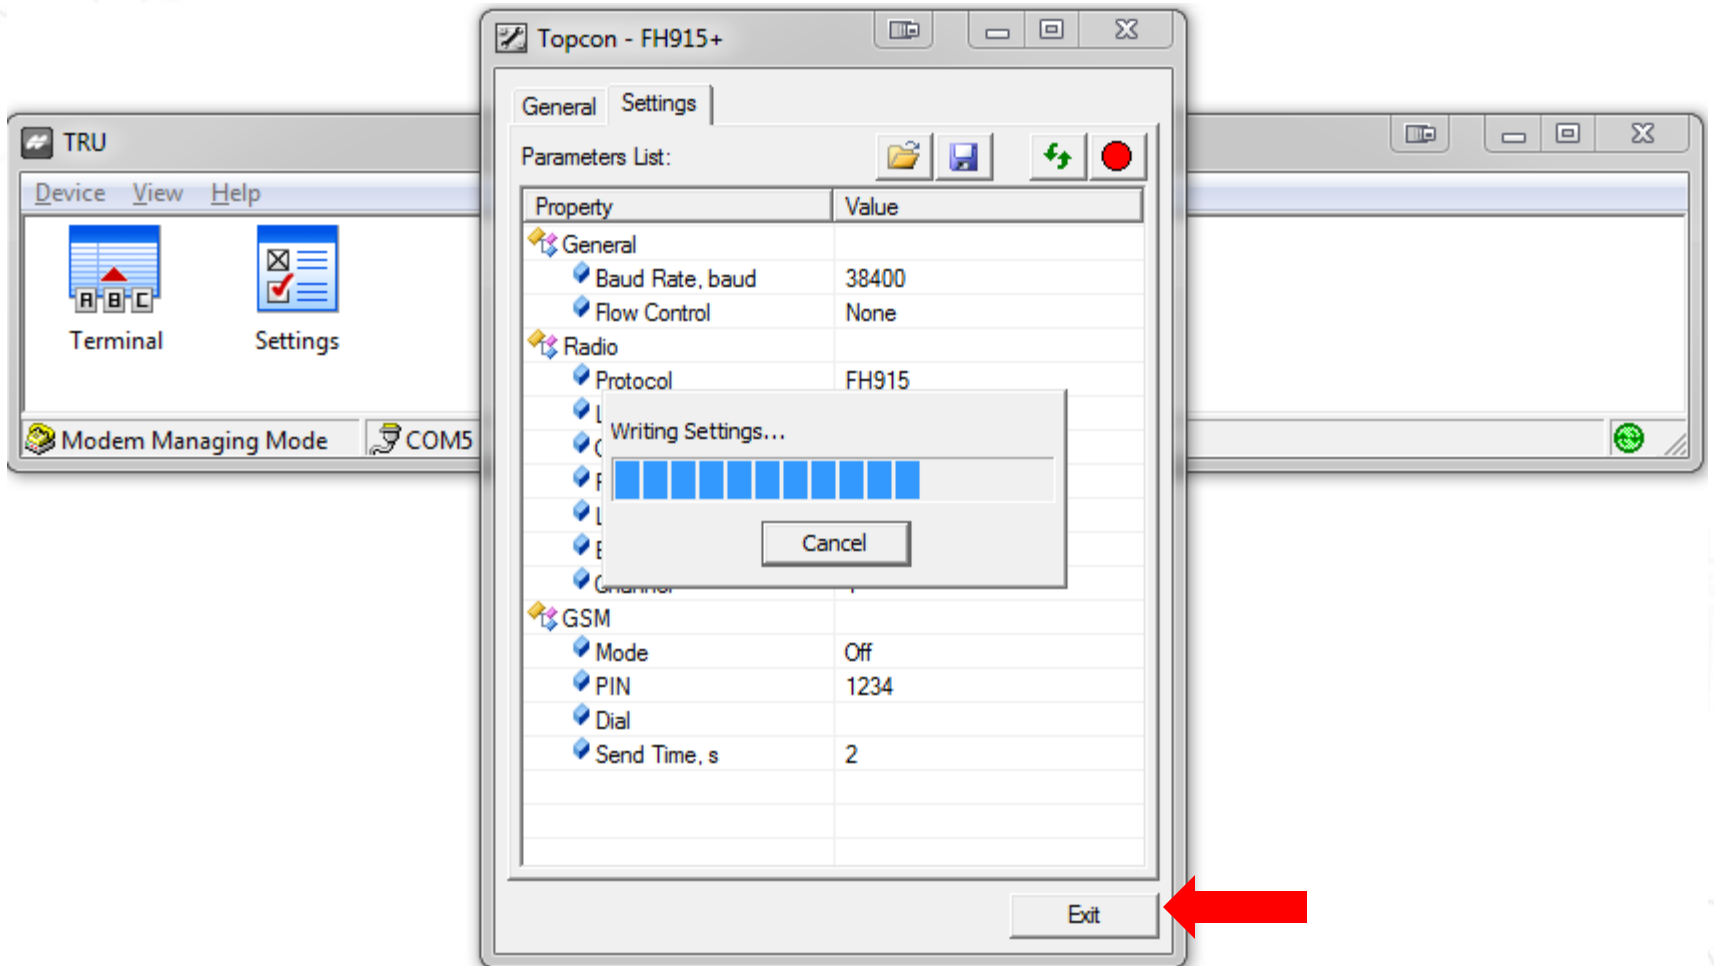 Topcon - FH915+
General Settings
TRU
Parameters List:
Device View Help
Property Value
General
Baud Rate, baud 38400
Flow Control None
Terminal Settings
Radio
Protocol FH915
Writing Settings...
Modem Managing Mode COM5
Cancel
GSM
Mode Off
PIN 1234
Dial
Send Time, s 2
Exit